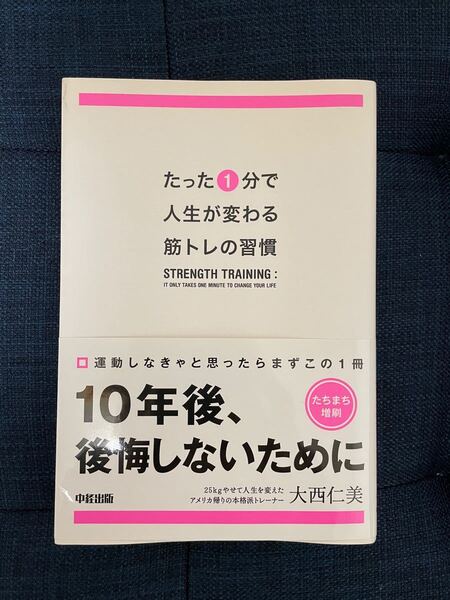 たった1分で
人生が変わる
筋トレの習慣
STRENGTH TRAINING :
IT ONLY TAKES ONE MINUTE TO CHANGE YOUR LIFE
運動しなきゃと思ったらまずこの1冊
10年後、
後悔しないために
たちまち
増刷
25kgやせて人生を変えた
アメリカ帰りの本格派トレーナー 大西仁美
中経出版